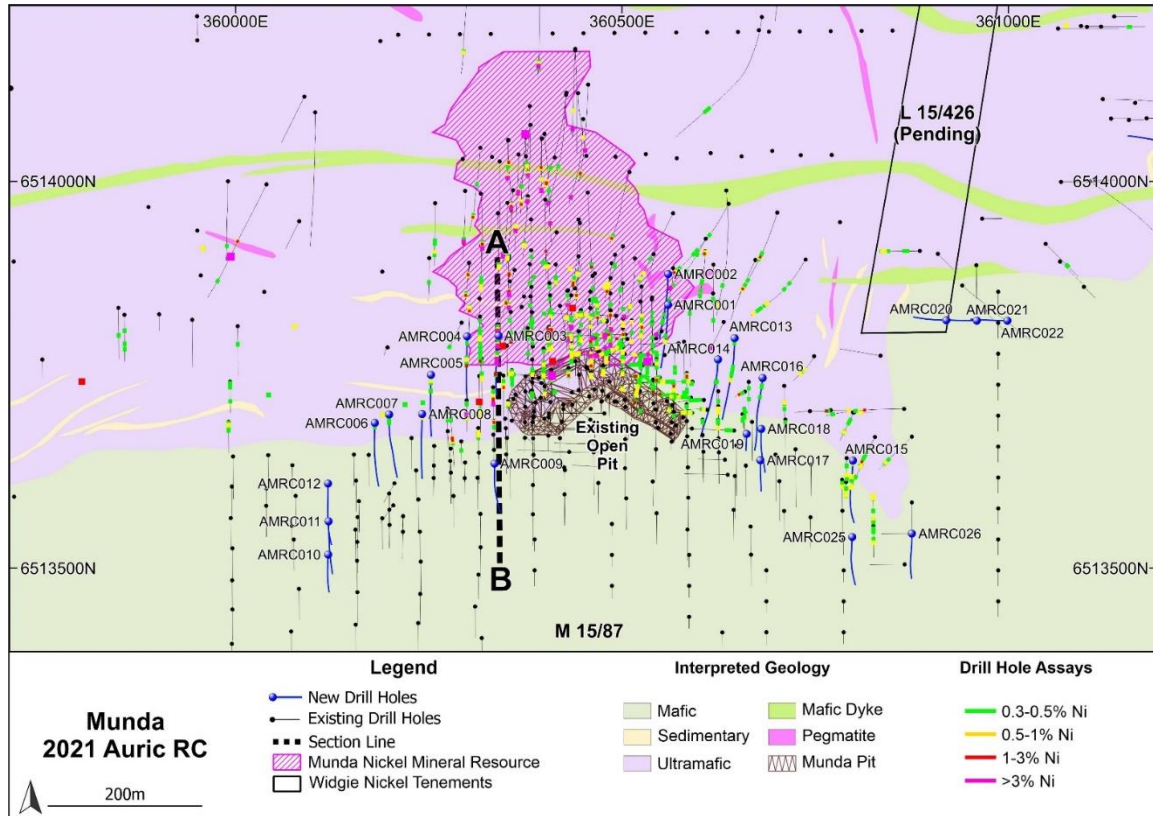 360000E 360500E 361000E
L 15/426
(Pending)
6514000N 6514000N
A
AMRC002
AMRC001
AMRC020 AMRC021
AMRC022
AMRC004 AMRC003 AMRC013
AMRC014
AMRC005 AMRC016
AMRC007 AMRC008
AMRC006 AMRC018
AMRC019
Existing
Open
Pit
AMRC009 AMRC017 AMRC015
AMRC012
AMRC011
AMRC025 AMRC026
AMRC010
6513500N B 6513500N
M 15/87
Legend
New Drill Holes
Existing Drill Holes
Section Line
Munda Nickel Mineral Resource
Widgie Nickel Tenements
Interpreted Geology
Mafic Mafic Dyke
Sedimentary Pegmatite
Ultramafic Munda Pit
Drill Hole Assays
0.3-0.5% Ni
0.5-1% Ni
1-3% Ni
>3% Ni
Munda
2021 Auric RC
200m